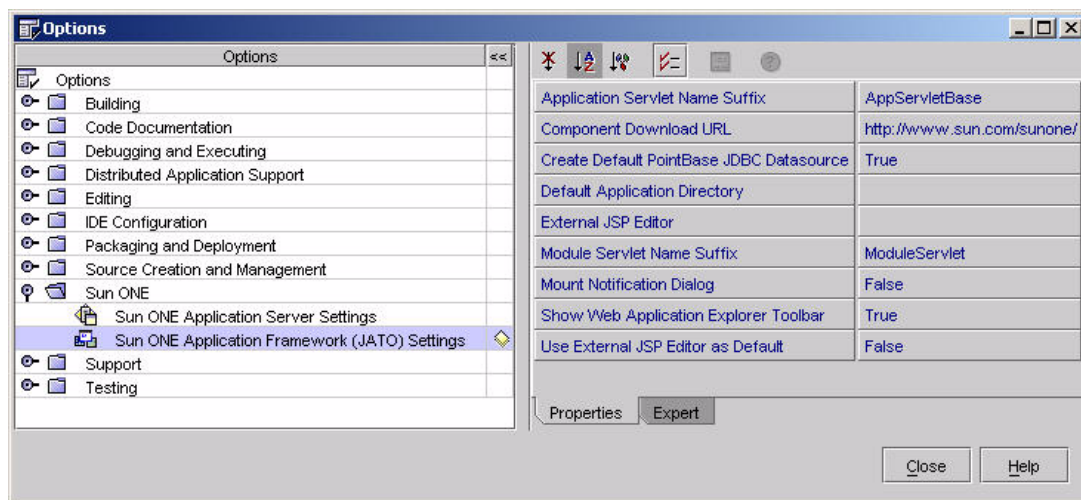 Options
Options
<<
Options
Building
Code Documentation
Debugging and Executing
Distributed Application Support
Editing
IDE Configuration
Packaging and Deployment
Source Creation and Management
Sun ONE
Sun ONE Application Server Settings
Sun ONE Application Framework (JATO) Settings
Support
Testing
Application Servlet Name Suffix AppServletBase
Component Download URL http://www.sun.com/sunone/
Create Default PointBase JDBC Datasource True
Default Application Directory
External JSP Editor
Module Servlet Name Suffix ModuleServlet
Mount Notification Dialog False
Show Web Application Explorer Toolbar True
Use External JSP Editor as Default False
Properties Expert
Close Help